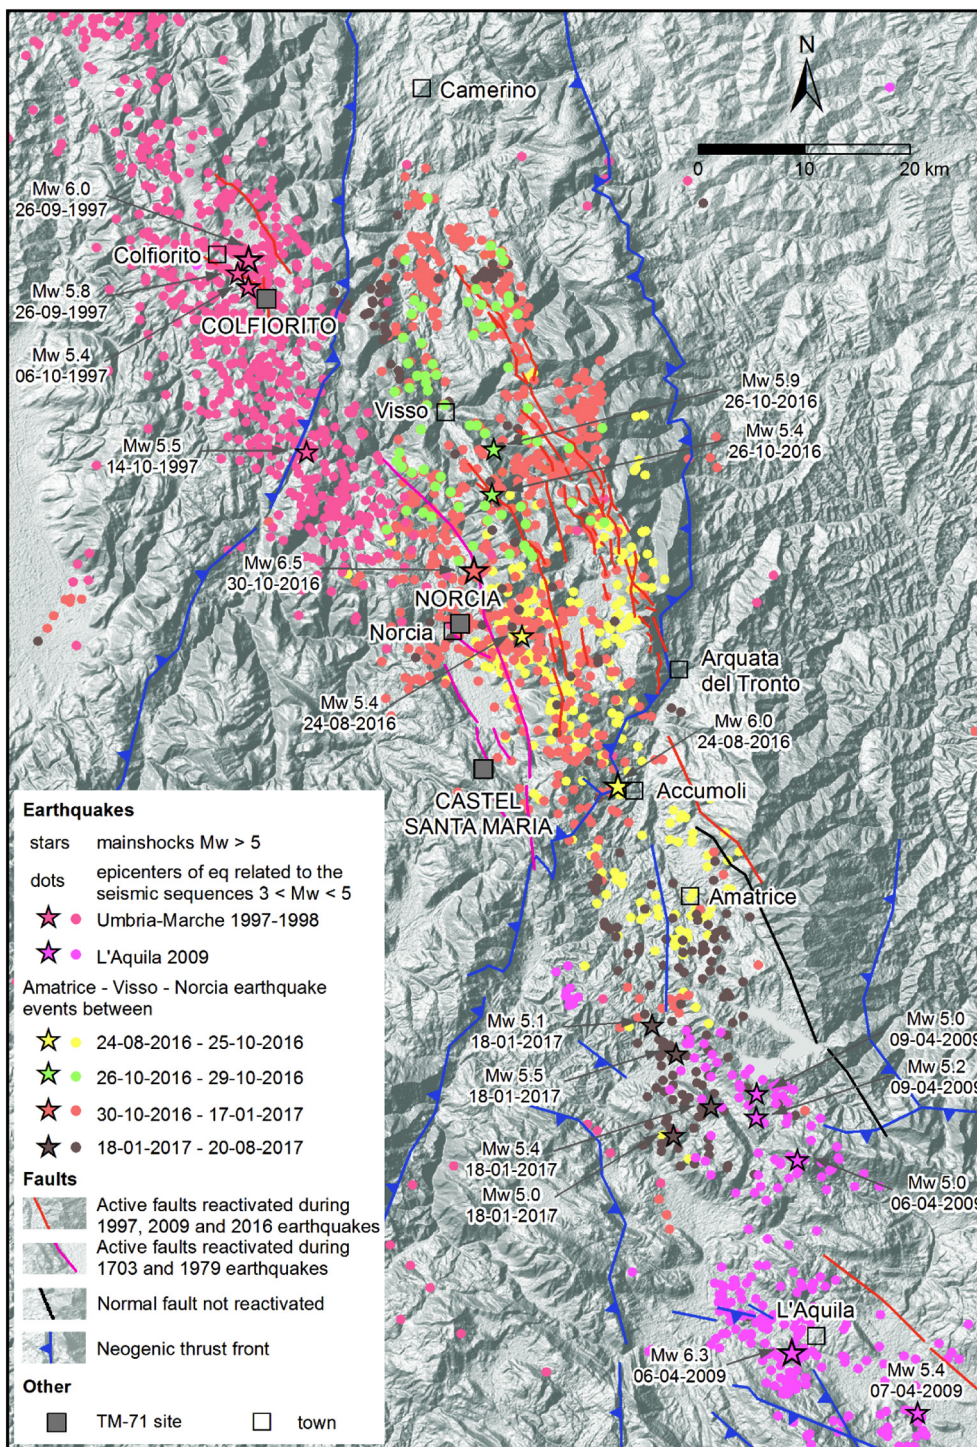 N
Camerino
0 10 20 km
Mw 6.0
26-09-1997
Colfiorito
Mw 5.8
26-09-1997
COLFIORITO
Mw 5.4
06-10-1997
Mw 5.9
26-10-2016
Visso
Mw 5.4
26-10-2016
Mw 5.5
14-10-1997
Mw 6.5
30-10-2016
NORCIA
Norcia
Arquata
del Tronto
Mw 5.4
24-08-2016
Mw 6.0
24-08-2016
CASTEL
SANTA MARIA
Accumoli
Amatrice
Mw 5.1
18-01-2017
Mw 5.0
09-04-2009
Mw 5.5
18-01-2017
Mw 5.2
09-04-2009
Mw 5.4
18-01-2017
Mw 5.0
18-01-2017
Mw 5.0
06-04-2009
L'Aquila
Mw 6.3
06-04-2009
Mw 5.4
07-04-2009
Earthquakes
stars mainshocks Mw > 5
dots epicenters of eq related to the
seismic sequences 3 < Mw < 5
Umbria-Marche 1997-1998
L'Aquila 2009
Amatrice - Visso - Norcia earthquake
events between
24-08-2016 - 25-10-2016
26-10-2016 - 29-10-2016
30-10-2016 - 17-01-2017
18-01-2017 - 20-08-2017
Faults
Active faults reactivated during
1997, 2009 and 2016 earthquakes
Active faults reactivated during
1703 and 1979 earthquakes
Normal fault not reactivated
Neogenic thrust front
Other
TM-71 site town